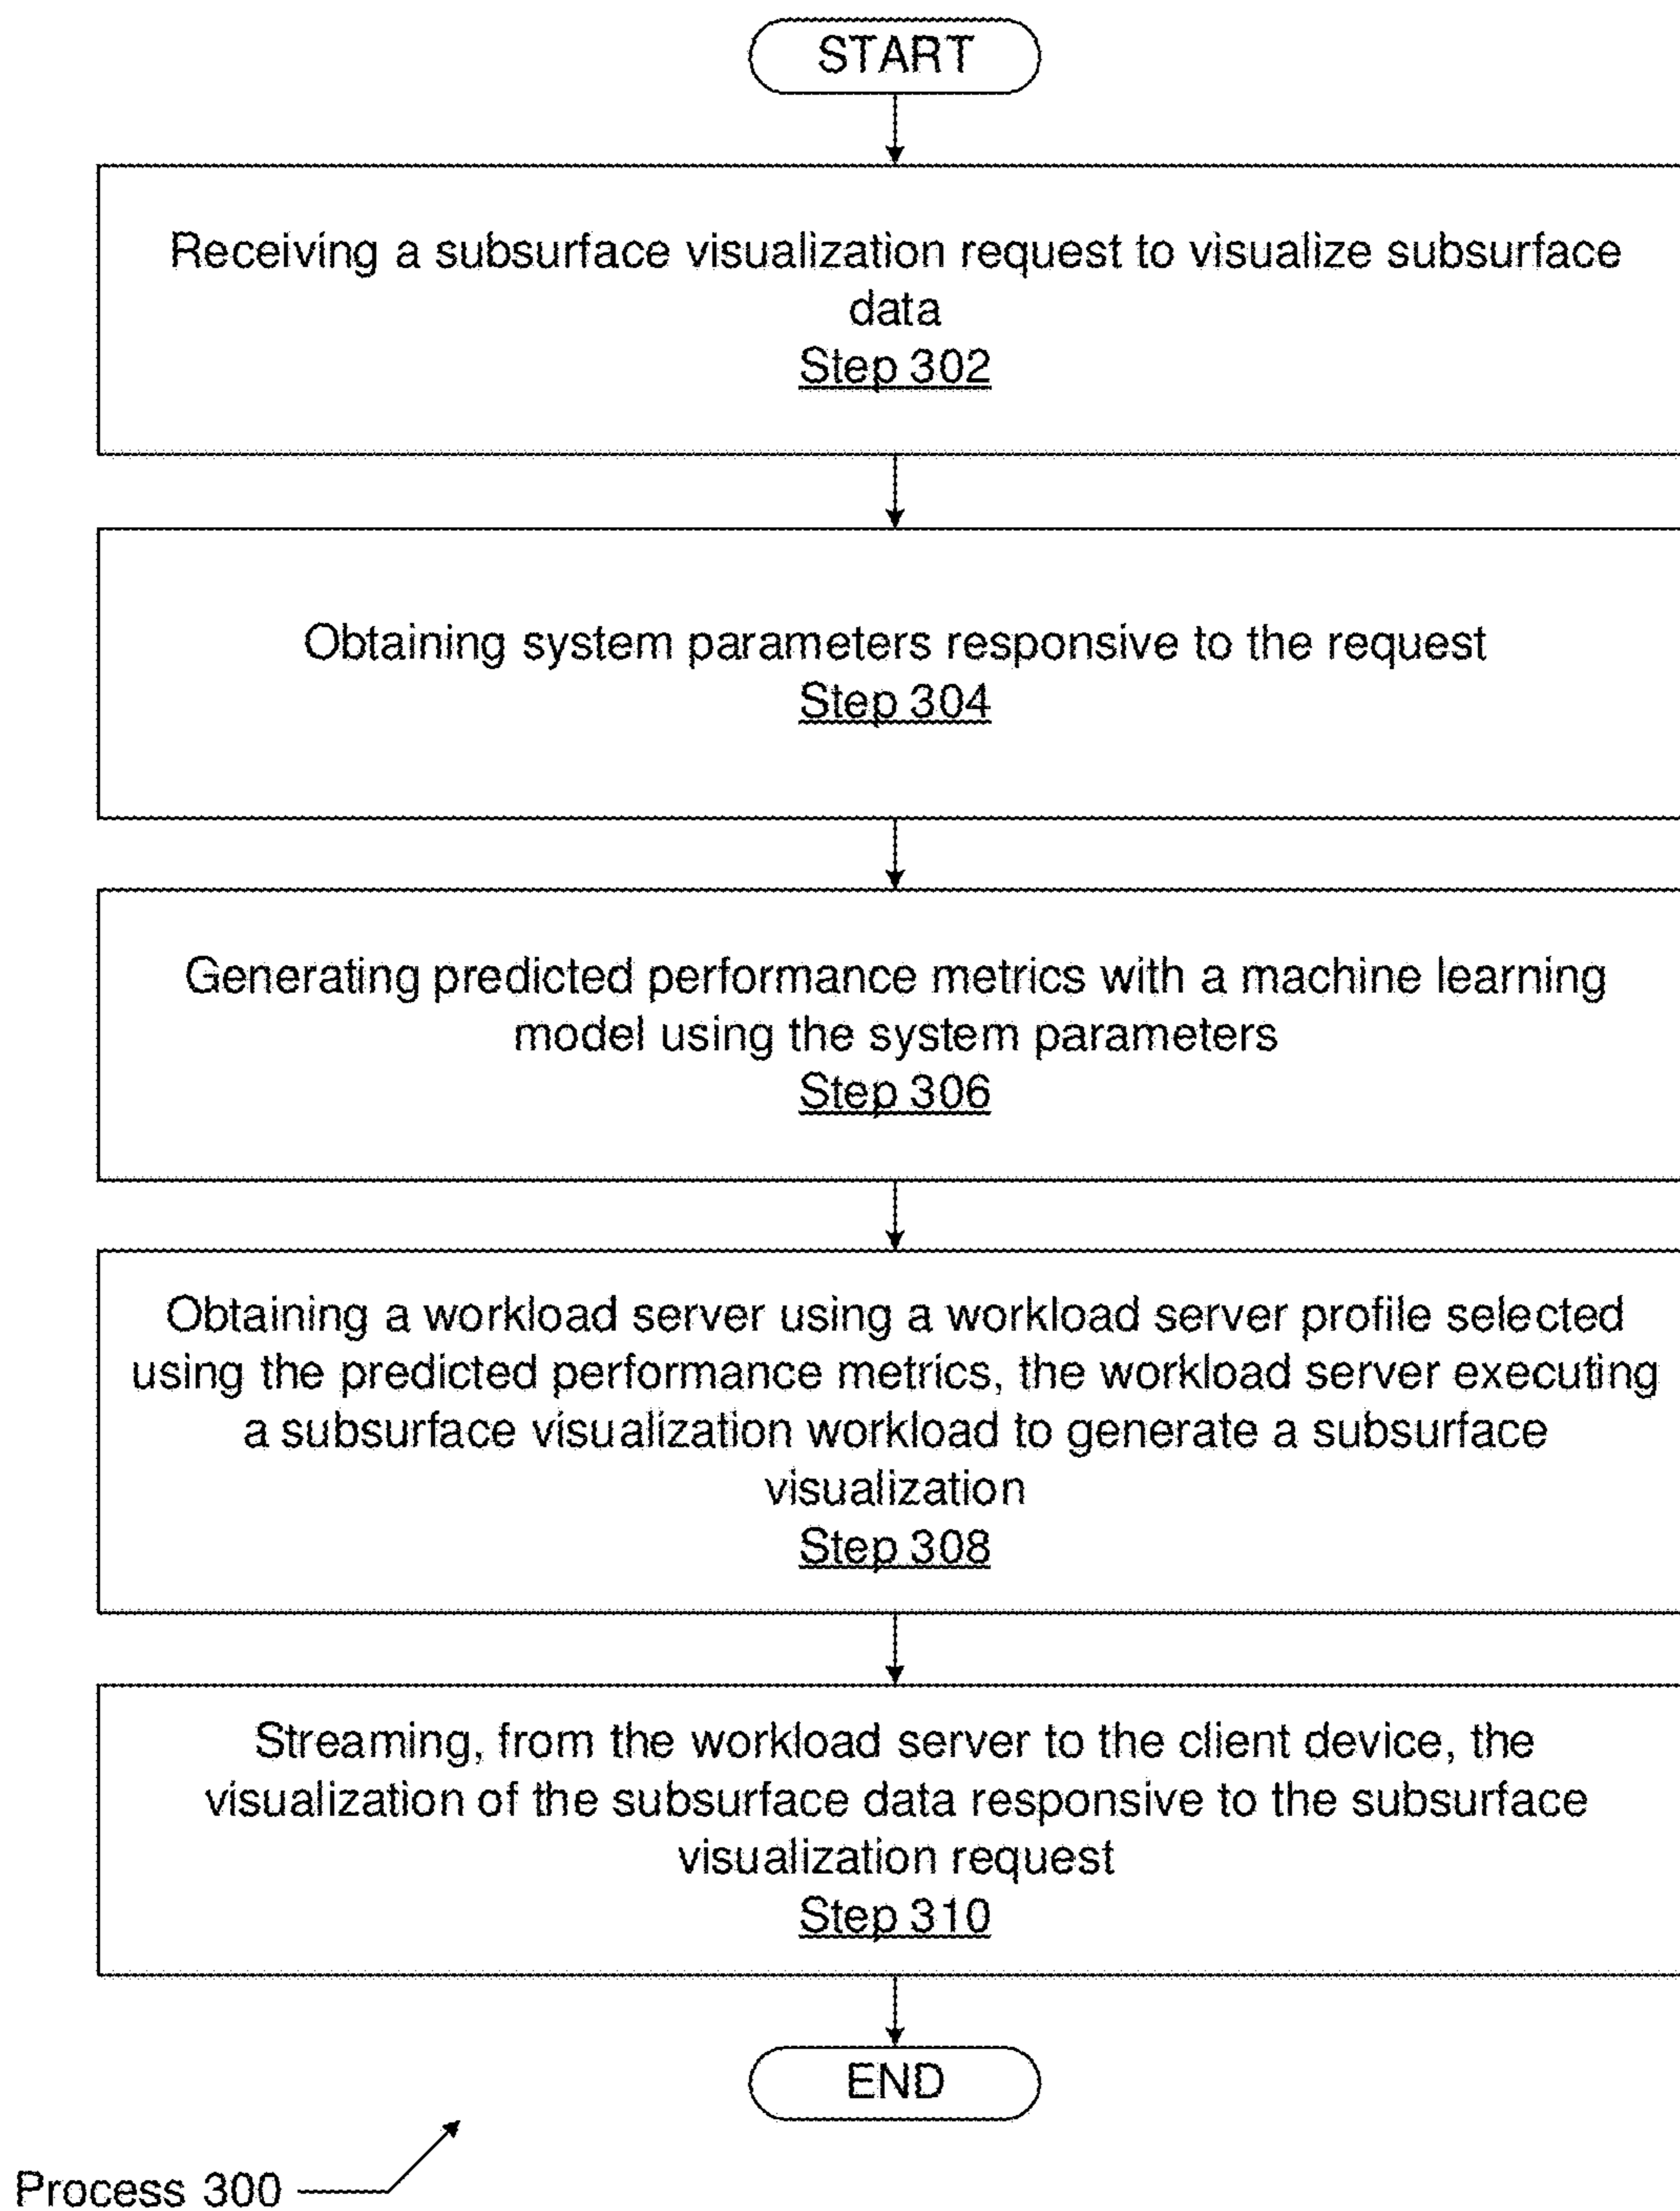 START
Receiving a subsurface visualization request to visualize subsurface
data
Step 302
Obtaining system parameters responsive to the request
Step 304
Generating predicted performance metrics with a machine learning
model using the system parameters
Step 306
Obtaining a workload server using a workload server profile selected
using the predicted performance metrics, the workload server executing
a subsurface visualization workload to generate a subsurface
visualization
Step 308
Streaming, from the workload server to the client device, the
visualization of the subsurface data responsive to the subsurface
visualization request
Step 310
END
Process 300